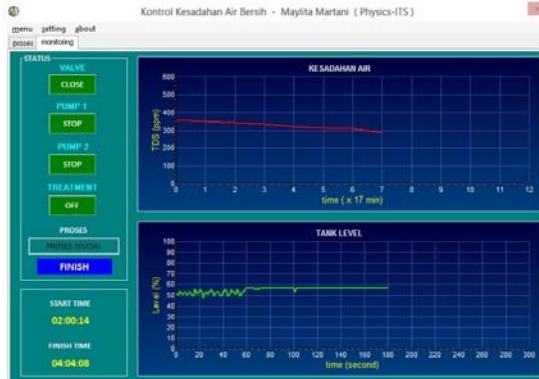 Kontrol Kesadahan Air Bersih - Maylita Martani ( Physics-ITS )
menu setting about
proses monitoring
STATUS
VALVE
CLOSE
PUMP 1
STOP
PUMP 2
STOP
TREATMENT
OFF
PROSES
PROSES SELESAI
FINISH
START TIME
02:00:14
FINISH TIME
04:04:08
KESADAHAN AIR
TDS (ppm)
600
500
400
300
200
100
0
0 1 2 3 4 5 6 7 8 9 10 11 12
time ( x 17 min)
TANK LEVEL
Level (%)
100
90
80
70
60
50
40
30
20
10
0
0 20 40 60 80 100 120 140 160 180 200 220 240 260 280 300
time (second)